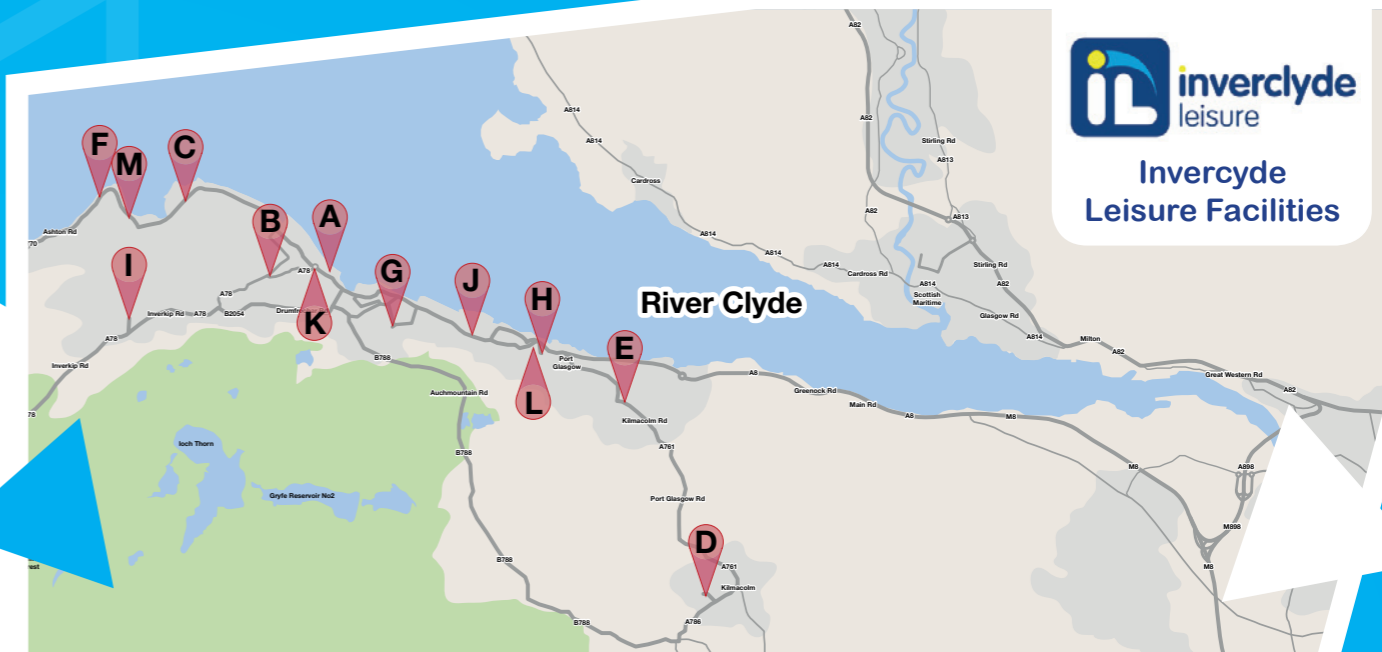 inverclyde
leisure
Invercyde
Leisure Facilities
A82
A82
A814
A814
Stirling Rd
A813
Cardross
A82
A813
A814
A814
A814
Cardross Rd
A814
Scottish
Maritime
Stirling Rd
A82
Glasgow Rd
A814
Milton
A82
Great Western Rd
A82
F
M
C
B
A
I
G
J
H
K
E
L
D
River Clyde
Ashton Rd
A78
A78
Inverkip Rd
A78
B2054
A78
Inverkip Rd
78
B788
Auchmountain Rd
B788
B788
B788
Port
Glasgow
Kilmacolm Rd
A761
Port Glasgow Rd
A761
Kilmacolm
A786
A8
Greenock Rd
Main Rd
A8
M8
M8
A898
M898
M8
loch Thorn
Gryfe Reservoir No2